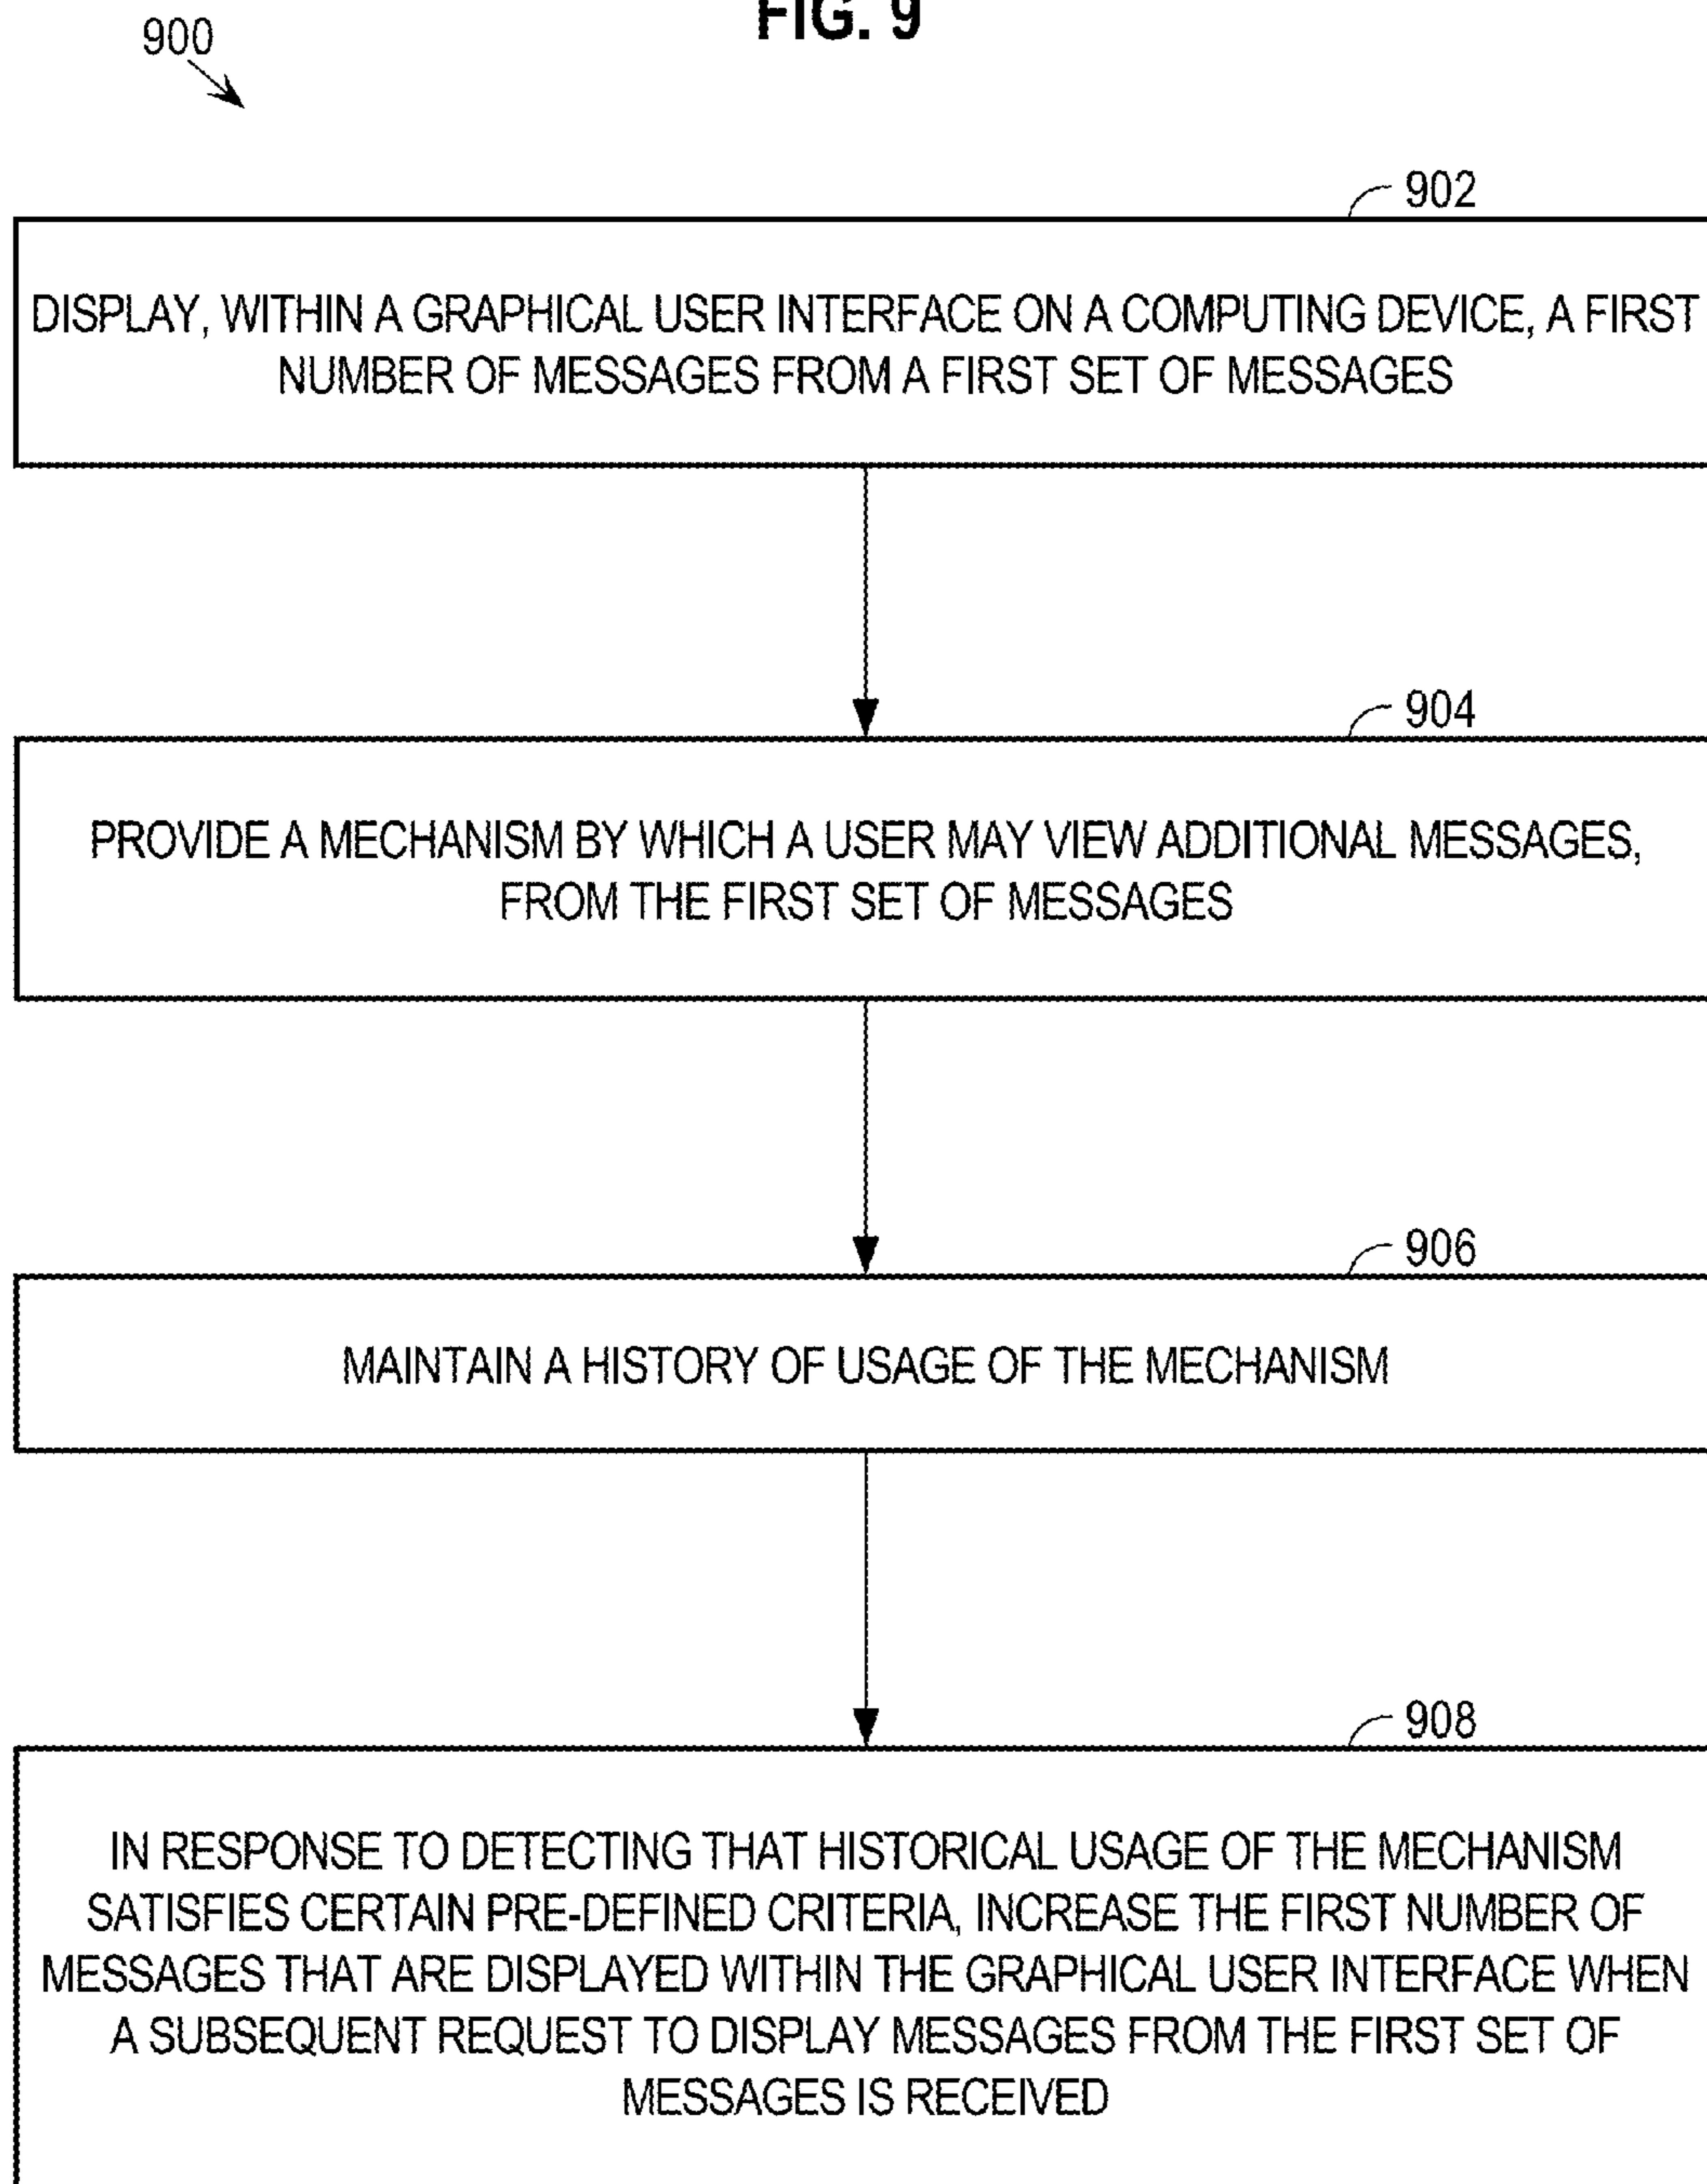 FIG. 9
900
902
DISPLAY, WITHIN A GRAPHICAL USER INTERFACE ON A COMPUTING DEVICE, A FIRST
NUMBER OF MESSAGES FROM A FIRST SET OF MESSAGES
904
PROVIDE A MECHANISM BY WHICH A USER MAY VIEW ADDITIONAL MESSAGES,
FROM THE FIRST SET OF MESSAGES
906
MAINTAIN A HISTORY OF USAGE OF THE MECHANISM
908
IN RESPONSE TO DETECTING THAT HISTORICAL USAGE OF THE MECHANISM
SATISFIES CERTAIN PRE-DEFINED CRITERIA, INCREASE THE FIRST NUMBER OF
MESSAGES THAT ARE DISPLAYED WITHIN THE GRAPHICAL USER INTERFACE WHEN
A SUBSEQUENT REQUEST TO DISPLAY MESSAGES FROM THE FIRST SET OF
MESSAGES IS RECEIVED